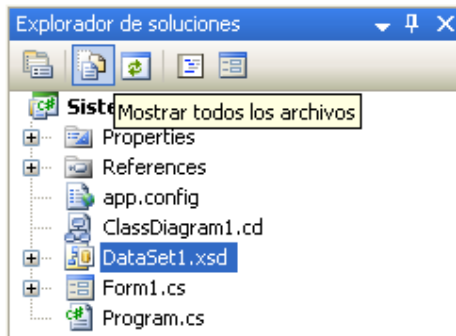 Explorador de soluciones
Mostrar todos los archivos
Properties
References
app.config
ClassDiagram1.cd
DataSet1.xsd
Form1.cs
Program.cs